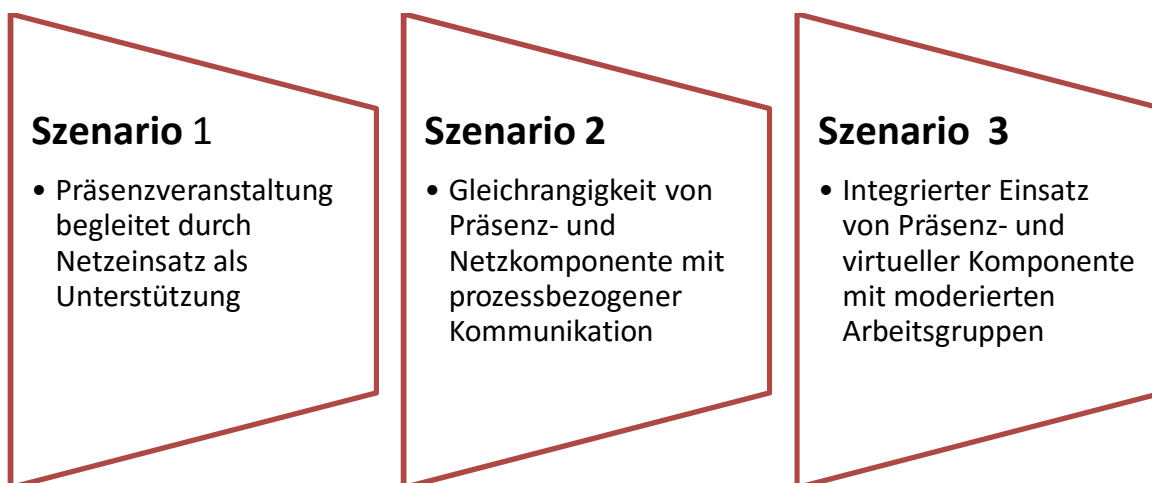 Szenario 1
• Präsenzveranstaltung
begleitet durch
Netzeinsatz als
Unterstützung
Szenario 2
• Gleichrangigkeit von
Präsenz- und
Netzkomponente mit
prozessbezogener
Kommunikation
Szenario 3
• Integrierter Einsatz
von Präsenz- und
virtueller Komponente
mit moderierten
Arbeitsgruppen